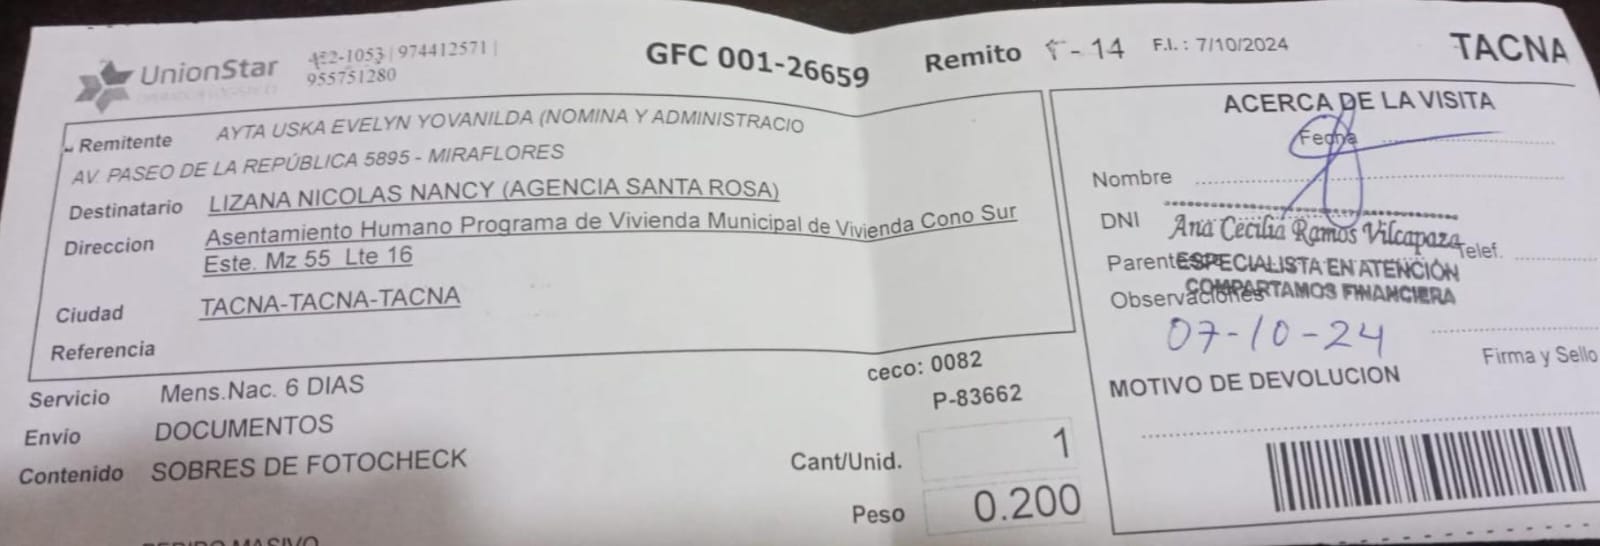 UnionStar
452-1053 | 974412571 |
955751280
GFC 001-26659
Remito
- 14
F.I. : 7/10/2024
TACNA
Remitente AYTA USKA EVELYN YOVANILDA (NOMINA Y ADMINISTRACIO
AV. PASEO DE LA REPÚBLICA 5895 - MIRAFLORES
Destinatario LIZANA NICOLAS NANCY (AGENCIA SANTA ROSA)
Direccion Asentamiento Humano Programa de Vivienda Municipal de Vivienda Cono Sur
Este. Mz 55 Lte 16
Ciudad TACNA-TACNA-TACNA
Referencia
Servicio Mens.Nac. 6 DIAS
ceco: 0082
Envio DOCUMENTOS
P-83662
Contenido SOBRES DE FOTOCHECK
Cant/Unid. 1
Peso 0.200
PEDIDO MASIVO
ACERCA DE LA VISITA
Fecha
Nombre
DNI
Ana Cecilia Ramos Vilcapaza
Telef.
ESPECIALISTA EN ATENCIÓN
COMPARTAMOS FINANCIERA
Observaciones
07-10-24
Firma y Sello
MOTIVO DE DEVOLUCION